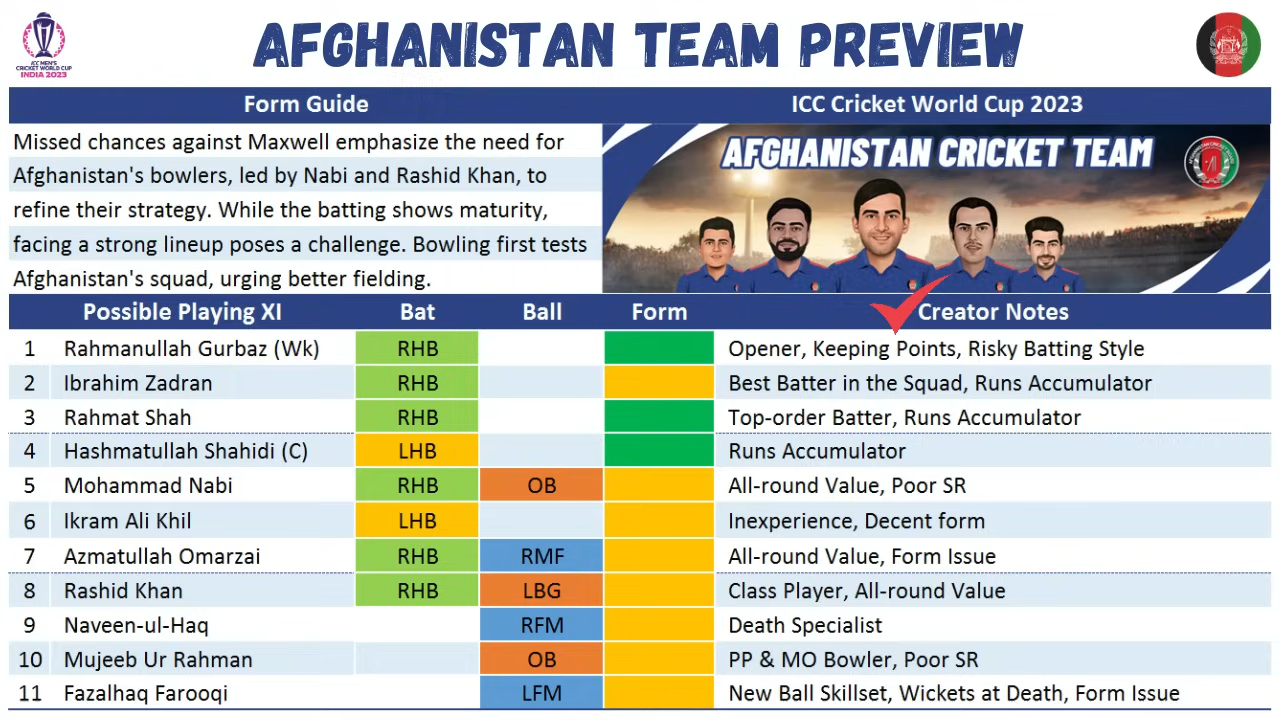 ICC MEN'S
CRICKET WORLD CUP
INDIA 2023
AFGHANISTAN TEAM PREVIEW
Form Guide
ICC Cricket World Cup 2023
Missed chances against Maxwell emphasize the need for
Afghanistan's bowlers, led by Nabi and Rashid Khan, to
refine their strategy. While the batting shows maturity,
facing a strong lineup poses a challenge. Bowling first tests
Afghanistan's squad, urging better fielding.
AFGHANISTAN CRICKET TEAM
Possible Playing XI Bat Ball Form Creator Notes
1 Rahmanullah Gurbaz (Wk) RHB Opener, Keeping Points, Risky Batting Style
2 Ibrahim Zadran RHB Best Batter in the Squad, Runs Accumulator
3 Rahmat Shah RHB Top-order Batter, Runs Accumulator
4 Hashmatullah Shahidi (C) LHB Runs Accumulator
5 Mohammad Nabi RHB OB All-round Value, Poor SR
6 Ikram Ali Khil LHB Inexperience, Decent form
7 Azmatullah Omarzai RHB RMF All-round Value, Form Issue
8 Rashid Khan RHB LBG Class Player, All-round Value
9 Naveen-ul-Haq RFM Death Specialist
10 Mujeeb Ur Rahman OB PP & MO Bowler, Poor SR
11 Fazalhaq Farooqi LFM New Ball Skillset, Wickets at Death, Form Issue